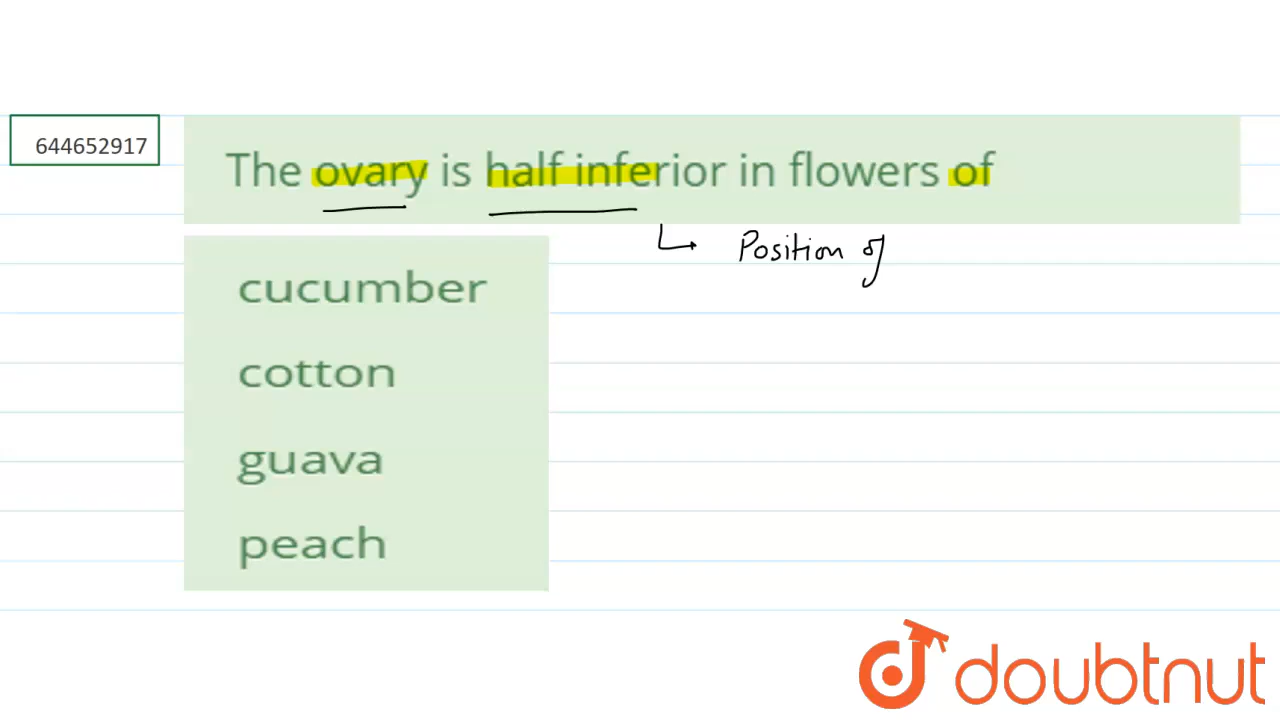 644652917
The ovary is half inferior in flowers of
Position of
cucumber
cotton
guava
peach
doubtnut